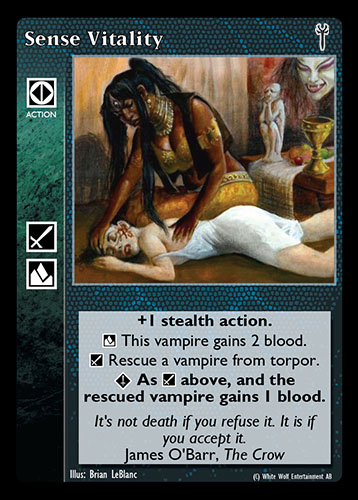 Sense Vitality
ACTION
+1 stealth action.
This vampire gains 2 blood.
Rescue a vampire from torpor.
As above, and the
rescued vampire gains 1 blood.
It's not death if you refuse it. It is if
you accept it.
James O'Barr, The Crow
Illus: Brian LeBlanc
(C) White Wolf Entertainment AB